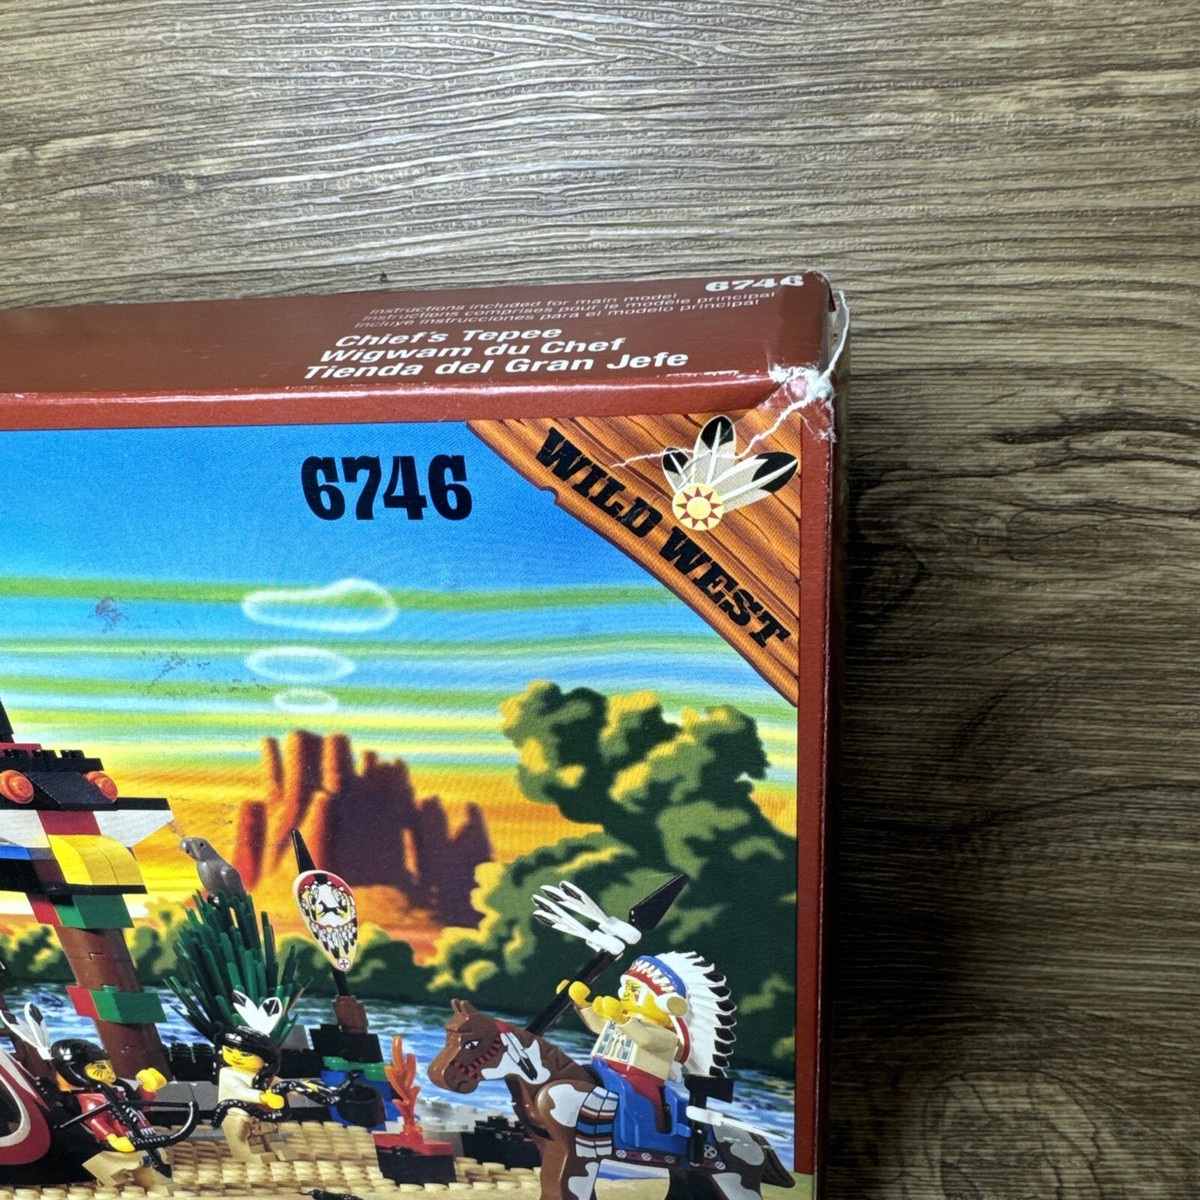 6746
instructions included for main model
instructions comprises pour le modèle principal
incluye instrucciones para el modelo principal
Chief's Tepee
Wigwam du Chef
Tienda del Gran Jefe
6746
WILD WEST